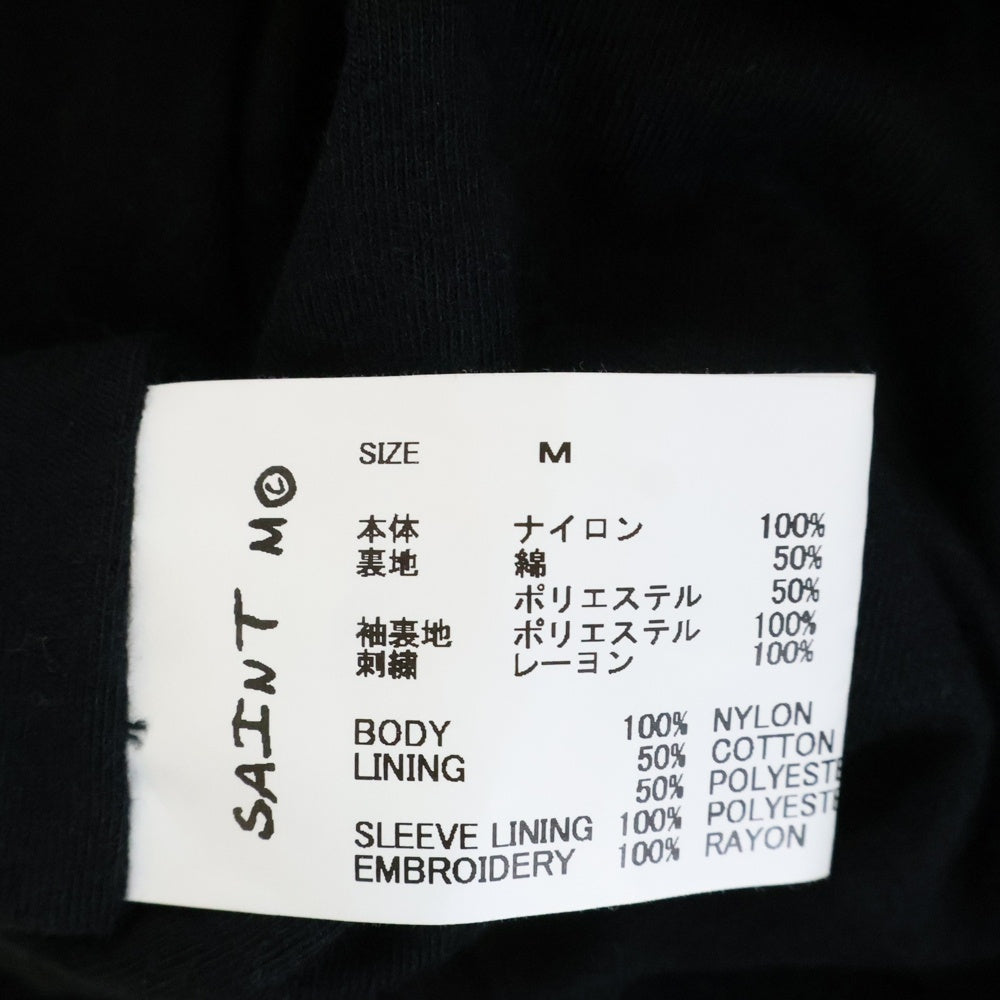 SAINT M©
SIZE M
本体 ナイロン 100%
裏地 綿 50%
ポリエステル 50%
袖裏地 ポリエステル 100%
刺繍 レーヨン 100%
BODY 100% NYLON
LINING 50% COTTON
50% POLYESTE
SLEEVE LINING 100% POLYESTE
EMBROIDERY 100% RAYON